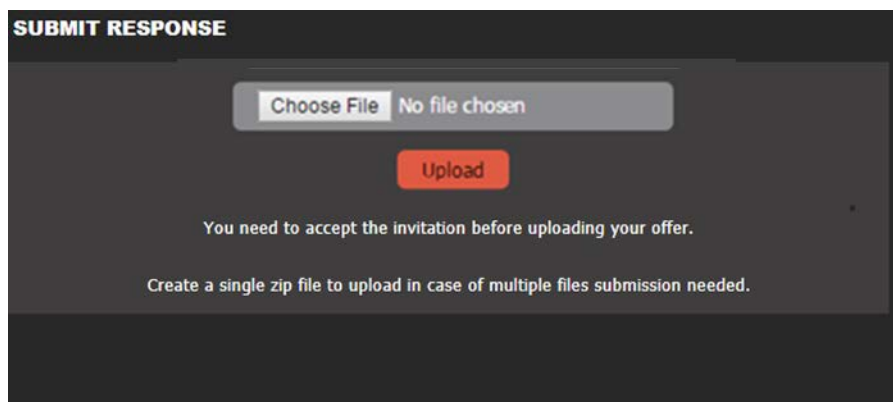 SUBMIT RESPONSE
Choose File No file chosen
Upload
You need to accept the invitation before uploading your offer.
Create a single zip file to upload in case of multiple files submission needed.